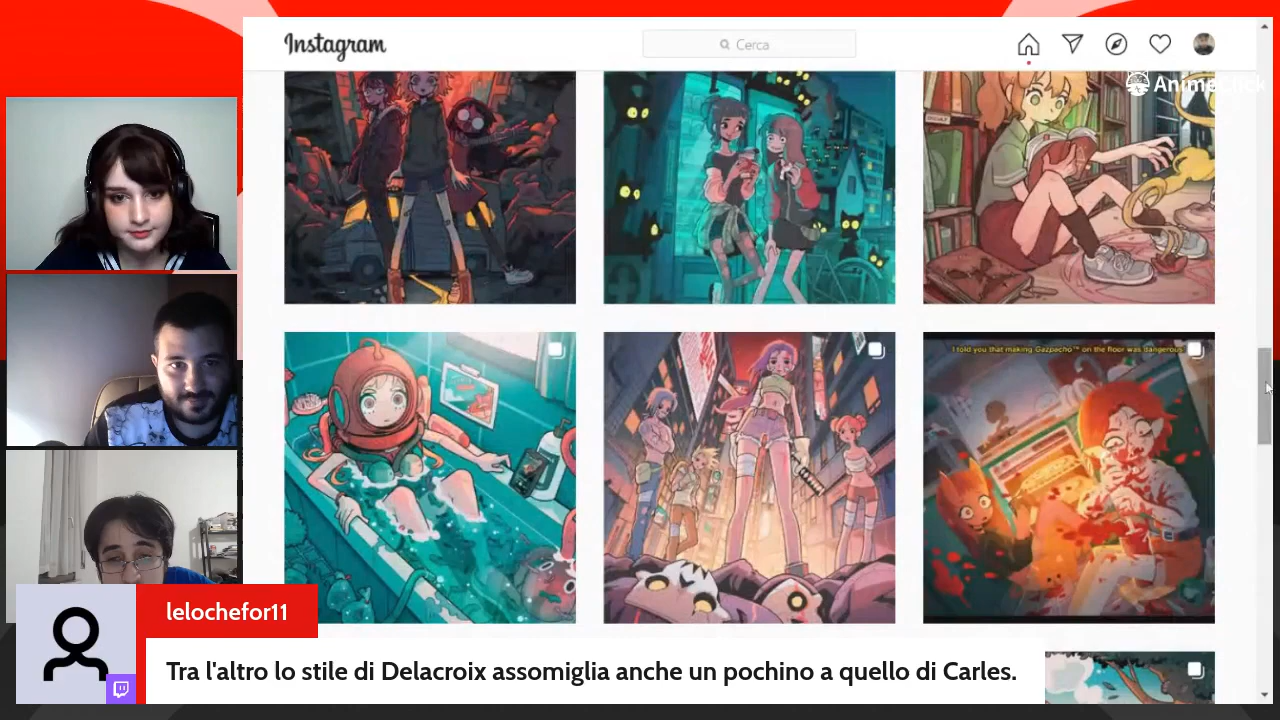 Instagram
Cerca
AnimeClick
I told you that making Gazpacho™ on the floor was dangerous
lelochefor11
Tra l'altro lo stile di Delacroix assomiglia anche un pochino a quello di Carles.